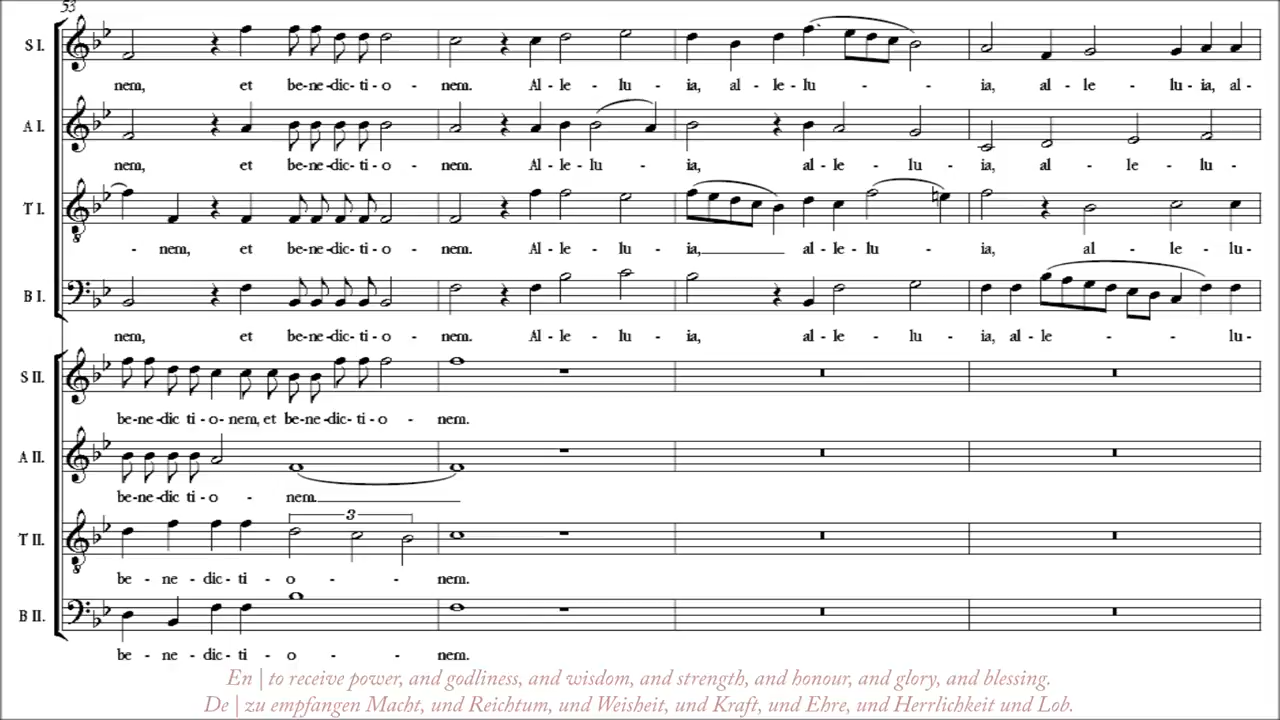 53
S I.
nem, et be-ne-dic-ti-o-nem. Al-le-lu-ia, al-le-lu-ia, al-le-lu-ia, al-
A I.
nem, et be-ne-dic-ti-o-nem. Al-le-lu-ia, al-le-lu-ia, al-le-lu-
T I.
-nem, et be-ne-dic-ti-o-nem. Al-le-lu-ia, al-le-lu-ia, al-le-lu-
B I.
nem, et be-ne-dic-ti-o-nem. Al-le-lu-ia, al-le-lu-ia, al-le-lu-
S II.
be-ne-dic ti-o-nem, et be-ne-dic-ti-o-nem.
A II.
be-ne-dic ti-o-nem.
3
T II.
be-ne-dic-ti-o-nem.
B II.
be-ne-dic-ti-o-nem.
En | to receive power, and godliness, and wisdom, and strength, and honour, and glory, and blessing.
De | zu empfangen Macht, und Reichtum, und Weisheit, und Kraft, und Ehre, und Herrlichkeit und Lob.